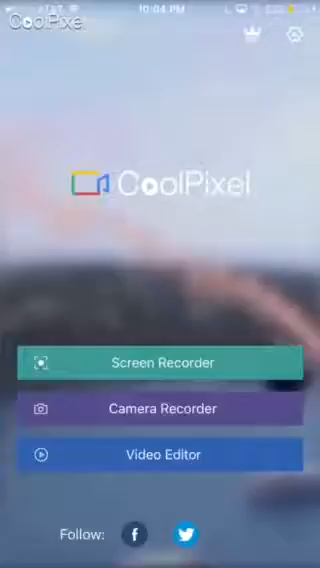 10:04 PM
CoolPixel
CoolPixel
Screen Recorder
Camera Recorder
Video Editor
Follow: